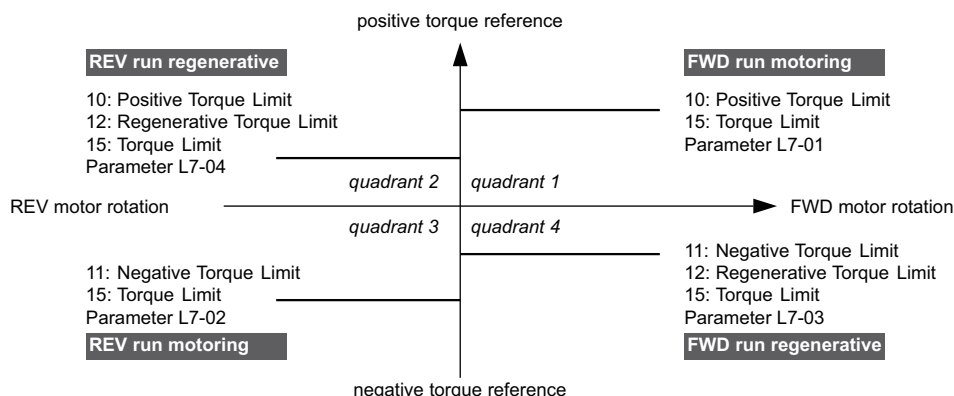 positive torque reference
REV run regenerative
10: Positive Torque Limit
12: Regenerative Torque Limit
15: Torque Limit
Parameter L7-04
FWD run motoring
10: Positive Torque Limit
15: Torque Limit
Parameter L7-01
quadrant 2
quadrant 1
REV motor rotation
FWD motor rotation
quadrant 3
quadrant 4
11: Negative Torque Limit
15: Torque Limit
Parameter L7-02
REV run motoring
11: Negative Torque Limit
12: Regenerative Torque Limit
15: Torque Limit
Parameter L7-03
FWD run regenerative
negative torque reference